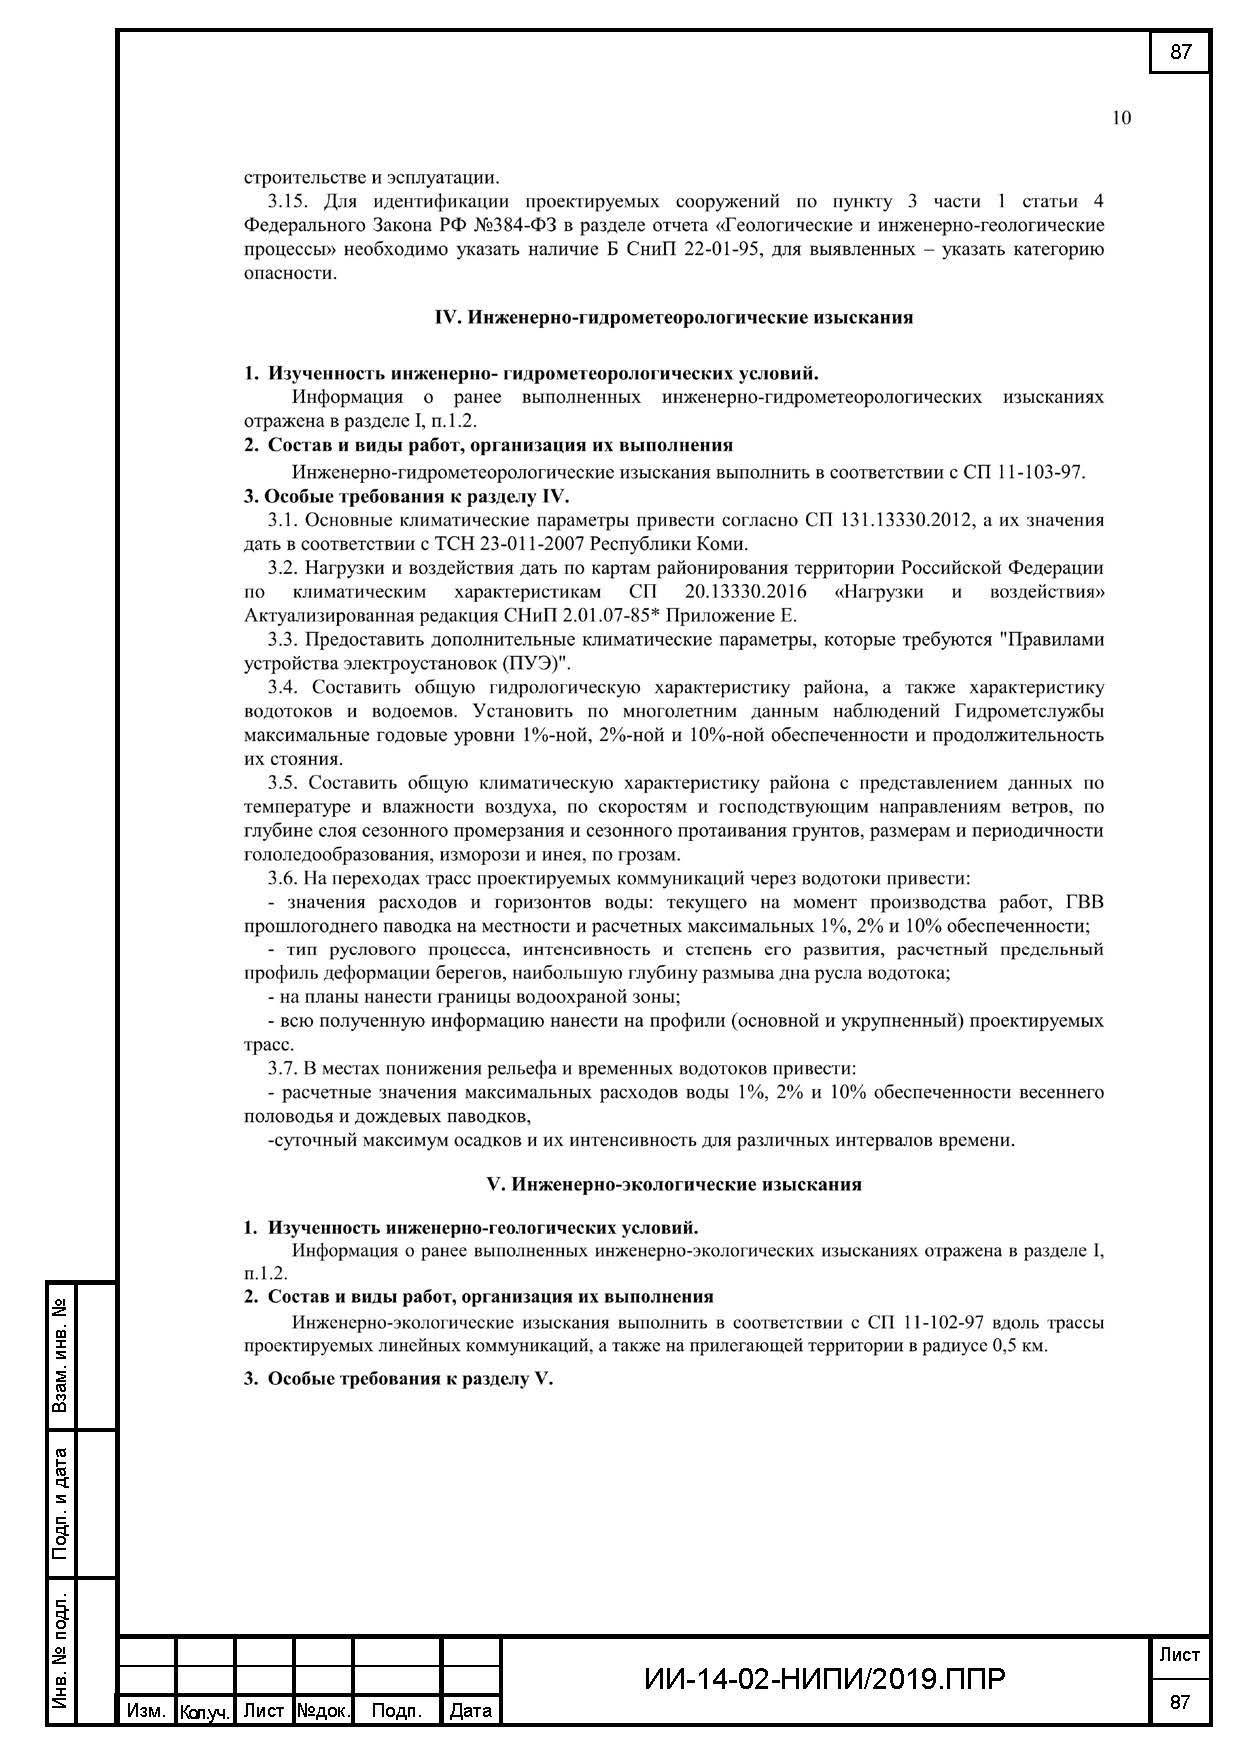 87
10
строительстве и эсплуатации.
3.15. Для идентификации проектируемых сооружений по пункту 3 части 1 статьи 4
Федерального Закона РФ №384-ФЗ в разделе отчета «Геологические и инженерно-геологические
процессы» необходимо указать наличие Б СниП 22-01-95, для выявленных – указать категорию
опасности.
IV. Инженерно-гидрометеорологические изыскания
1. Изученность инженерно- гидрометеорологических условий.
Информация о ранее выполненных инженерно-гидрометеорологических изысканиях
отражена в разделе I, п.1.2.
2. Состав и виды работ, организация их выполнения
Инженерно-гидрометеорологические изыскания выполнить в соответствии с СП 11-103-97.
3. Особые требования к разделу IV.
3.1. Основные климатические параметры привести согласно СП 131.13330.2012, а их значения
дать в соответствии с ТСН 23-011-2007 Республики Коми.
3.2. Нагрузки и воздействия дать по картам районирования территории Российской Федерации
по климатическим характеристикам СП 20.13330.2016 «Нагрузки и воздействия»
Актуализированная редакция СНиП 2.01.07-85* Приложение Е.
3.3. Предоставить дополнительные климатические параметры, которые требуются "Правилами
устройства электроустановок (ПУЭ)".
3.4. Составить общую гидрологическую характеристику района, а также характеристику
водотоков и водоемов. Установить по многолетним данным наблюдений Гидрометслужбы
максимальные годовые уровни 1%-ной, 2%-ной и 10%-ной обеспеченности и продолжительность
их стояния.
3.5. Составить общую климатическую характеристику района с представлением данных по
температуре и влажности воздуха, по скоростям и господствующим направлениям ветров, по
глубине слоя сезонного промерзания и сезонного протаивания грунтов, размерам и периодичности
гололедообразования, изморози и инея, по грозам.
3.6. На переходах трасс проектируемых коммуникаций через водотоки привести:
- значения расходов и горизонтов воды: текущего на момент производства работ, ГВВ
прошлогоднего паводка на местности и расчетных максимальных 1%, 2% и 10% обеспеченности;
- тип руслового процесса, интенсивность и степень его развития, расчетный предельный
профиль деформации берегов, наибольшую глубину размыва дна русла водотока;
- на планы нанести границы водоохраной зоны;
- всю полученную информацию нанести на профили (основной и укрупненный) проектируемых
трасс.
3.7. В местах понижения рельефа и временных водотоков привести:
- расчетные значения максимальных расходов воды 1%, 2% и 10% обеспеченности весеннего
половодья и дождевых паводков,
-суточный максимум осадков и их интенсивность для различных интервалов времени.
V. Инженерно-экологические изыскания
1. Изученность инженерно-геологических условий.
Информация о ранее выполненных инженерно-экологических изысканиях отражена в разделе I,
п.1.2.
2. Состав и виды работ, организация их выполнения
Инженерно-экологические изыскания выполнить в соответствии с СП 11-102-97 вдоль трассы
проектируемых линейных коммуникаций, а также на прилегающей территории в радиусе 0,5 км.
3. Особые требования к разделу V.
Взам. инв. №
Подп. и дата
Инв. № подл.
Изм. Кол.уч. Лист №док. Подп. Дата
ИИ-14-02-НИПИ/2019.ППР
Лист
87